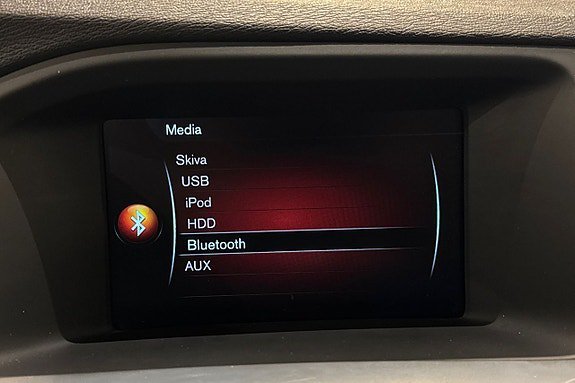 Media
Skiva
USB
iPod
HDD
Bluetooth
AUX